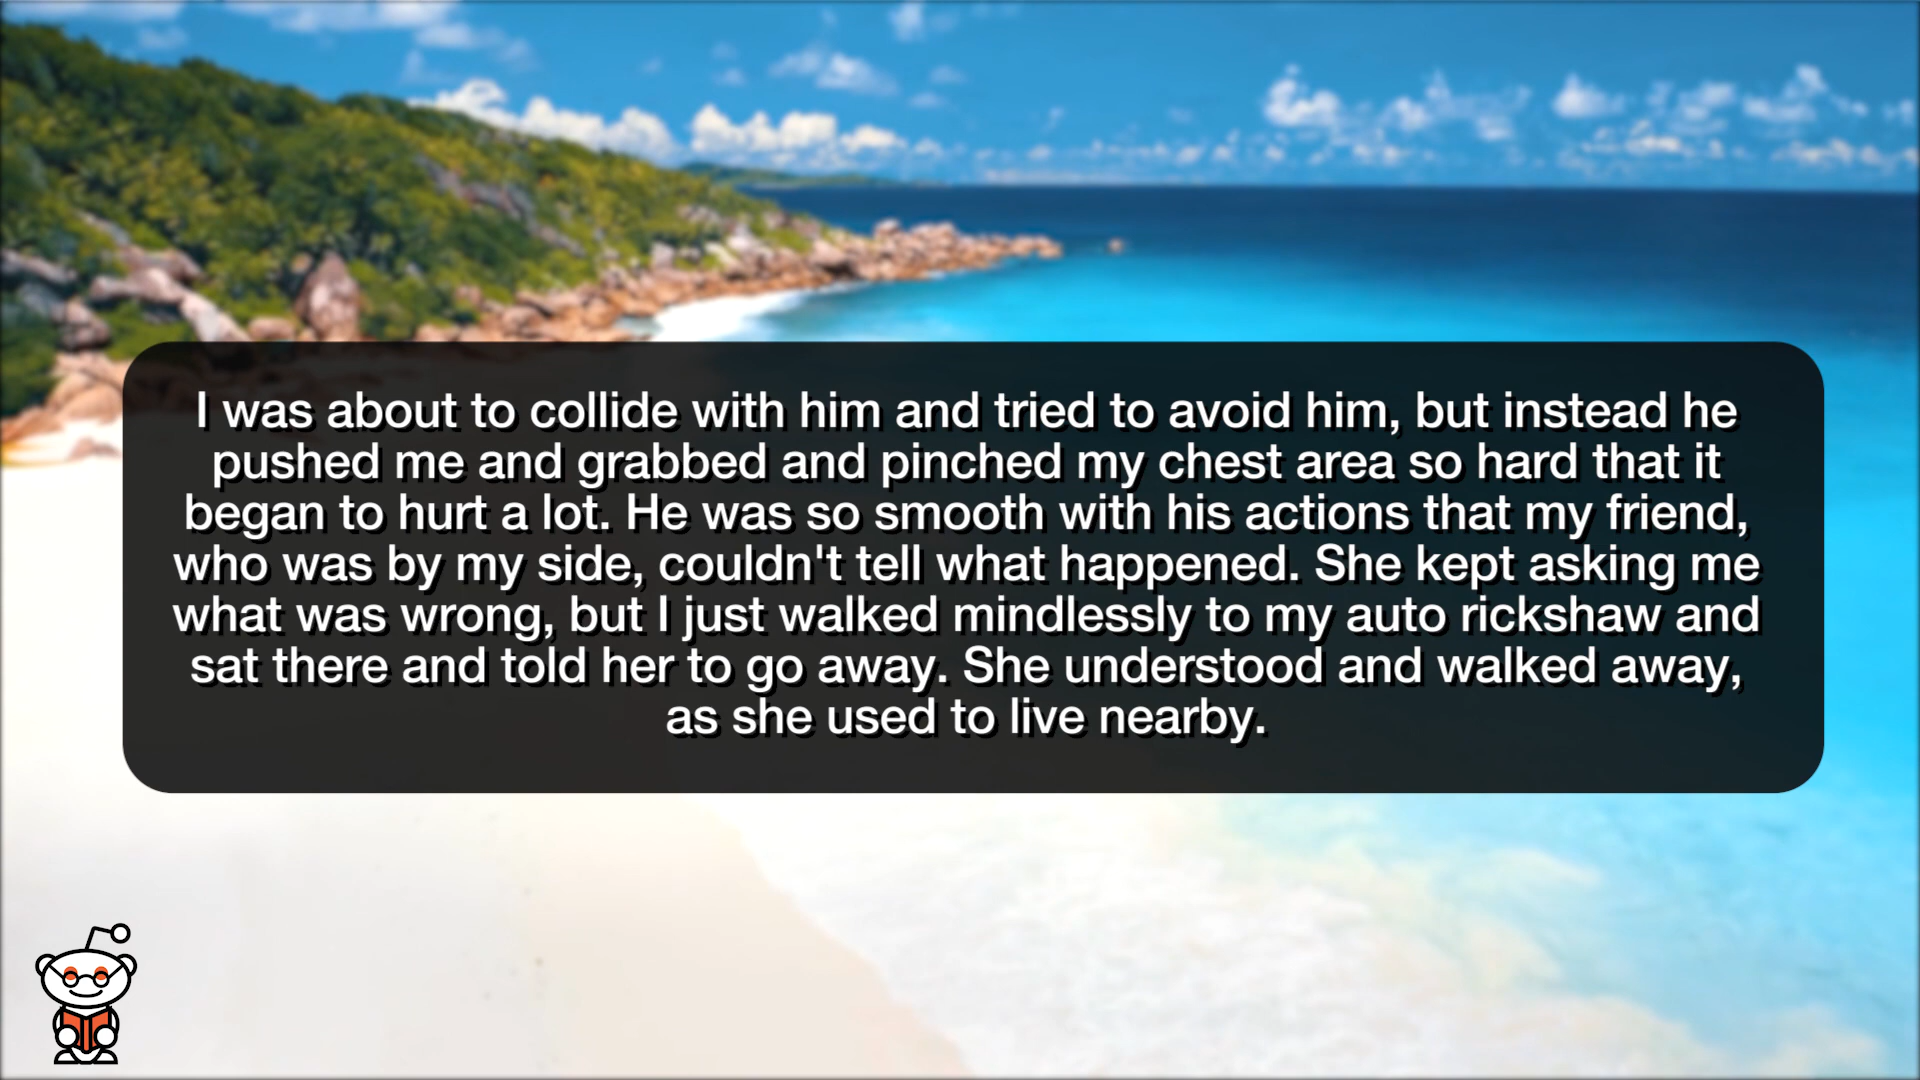 I was about to collide with him and tried to avoid him, but instead he
pushed me and grabbed and pinched my chest area so hard that it
began to hurt a lot. He was so smooth with his actions that my friend,
who was by my side, couldn't tell what happened. She kept asking me
what was wrong, but I just walked mindlessly to my auto rickshaw and
sat there and told her to go away. She understood and walked away,
as she used to live nearby.